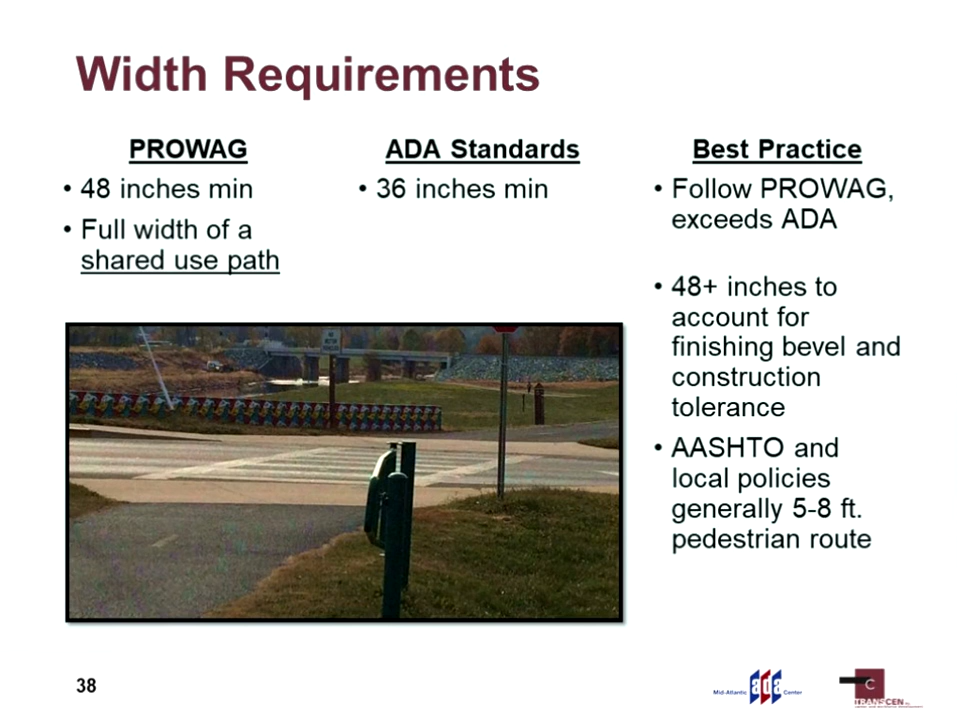 Width Requirements
PROWAG
• 48 inches min
• Full width of a
shared use path
ADA Standards
• 36 inches min
Best Practice
• Follow PROWAG,
exceeds ADA
• 48+ inches to
account for
finishing bevel and
construction
tolerance
• AASHTO and
local policies
generally 5-8 ft.
pedestrian route
38
Mid-Atlantic ada Center
C
TRANSCEN